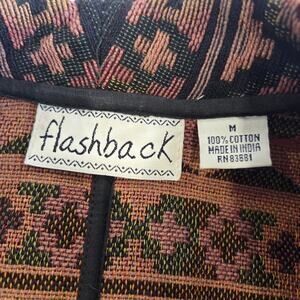 flashback
M
100% COTTON
MADE IN INDIA
RN 83881